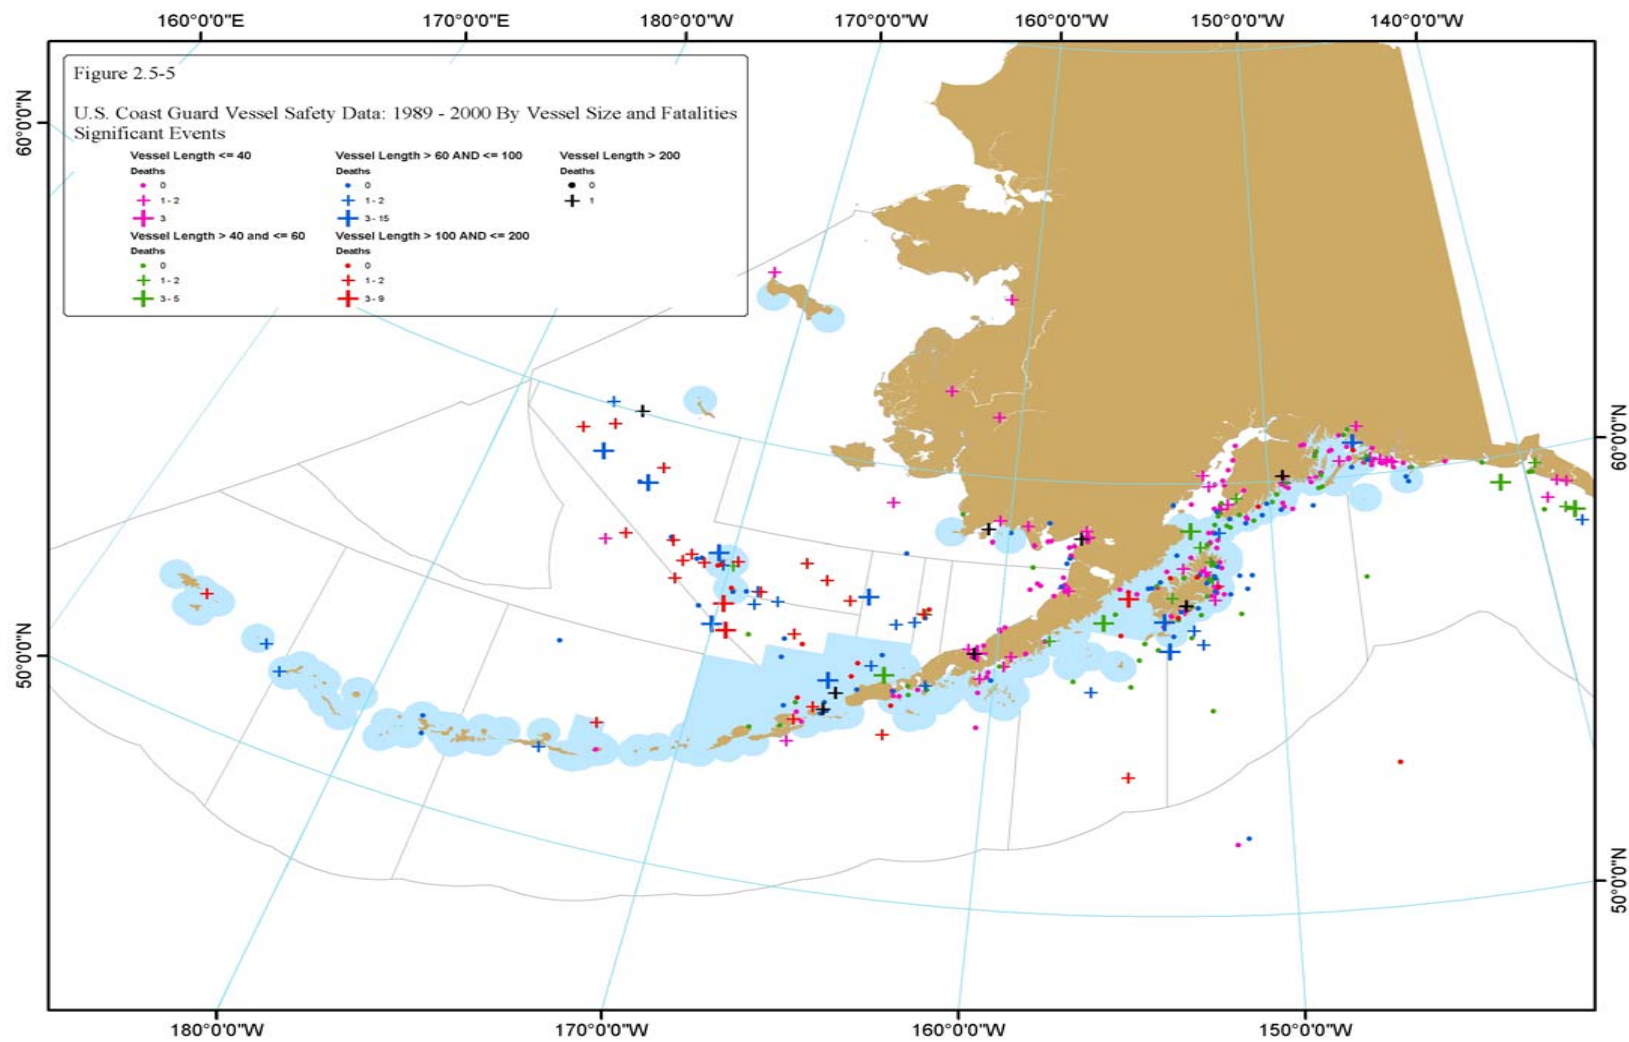 160°0'0"E 170°0'0"E 180°0'0"W 170°0'0"W 160°0'0"W 150°0'0"W 140°0'0"W
60°0'0"N
50°0'0"N
Figure 2.5-5
U.S. Coast Guard Vessel Safety Data: 1989 - 2000 By Vessel Size and Fatalities
Significant Events
Vessel Length <= 40
Deaths
0
1 - 2
3
Vessel Length > 40 and <= 60
Deaths
0
1 - 2
3 - 5
Vessel Length > 60 AND <= 100
Deaths
0
1 - 2
3 - 15
Vessel Length > 100 AND <= 200
Deaths
0
1 - 2
3 - 9
Vessel Length > 200
Deaths
0
1
60°0'0"N
50°0'0"N
180°0'0"W 170°0'0"W 160°0'0"W 150°0'0"W